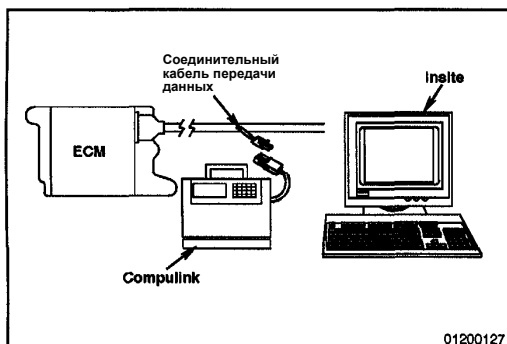 Соединительный
кабель передачи
данных
Insite
ECM
Compulink
01200127